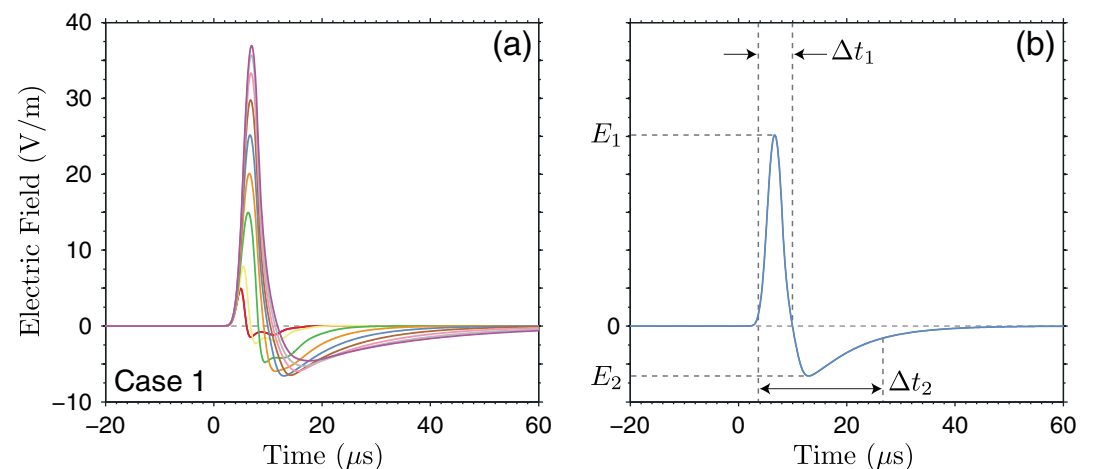 40
30
20
10
0
−10
Electric Field (V/m)
(a)
Case 1
−20 0 20 40 60
Time (μs)
(b)
Δt₁
E₁
0
E₂
Δt₂
−20 0 20 40 60
Time (μs)